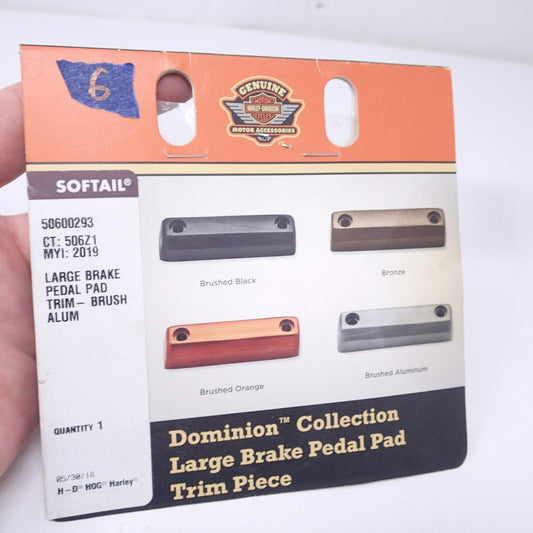 6
GENUINE
MOTOR
HARLEY-DAVIDSON
CYCLES
MOTOR ACCESSORIES
SOFTAIL®
50600293
CT: 506Z1
MYI: 2019
LARGE BRAKE
PEDAL PAD
TRIM– BRUSH
ALUM
QUANTITY 1
05/30/18
H-D® HOG® Harley®
Brushed Black
Bronze
Brushed Orange
Brushed Aluminum
Dominion™ Collection
Large Brake Pedal Pad
Trim Piece